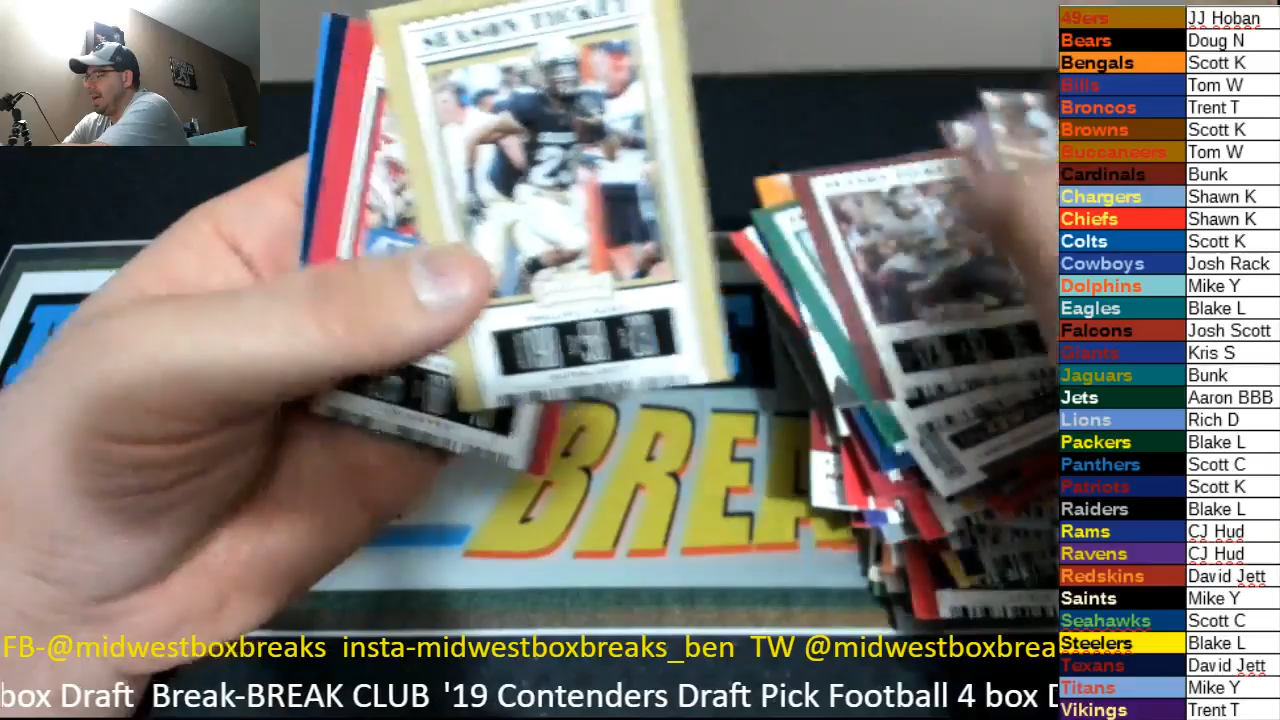 SEASON TICKET
BREA
49ers JJ Hoban
Bears Doug N
Bengals Scott K
Bills Tom W
Broncos Trent T
Browns Scott K
Buccaneers Tom W
Cardinals Bunk
Chargers Shawn K
Chiefs Shawn K
Colts Scott K
Cowboys Josh Rack
Dolphins Mike Y
Eagles Blake L
Falcons Josh Scott
Giants Kris S
Jaguars Bunk
Jets Aaron BBB
Lions Rich D
Packers Blake L
Panthers Scott C
Patriots Scott K
Raiders Blake L
Rams CJ Hud
Ravens CJ Hud
Redskins David Jett
Saints Mike Y
Seahawks Scott C
Steelers Blake L
Texans David Jett
Titans Mike Y
Vikings Trent T
FB-@midwestboxbreaks insta-midwestboxbreaks_ben TW @midwestboxbrea
box Draft Break-BREAK CLUB '19 Contenders Draft Pick Football 4 box D